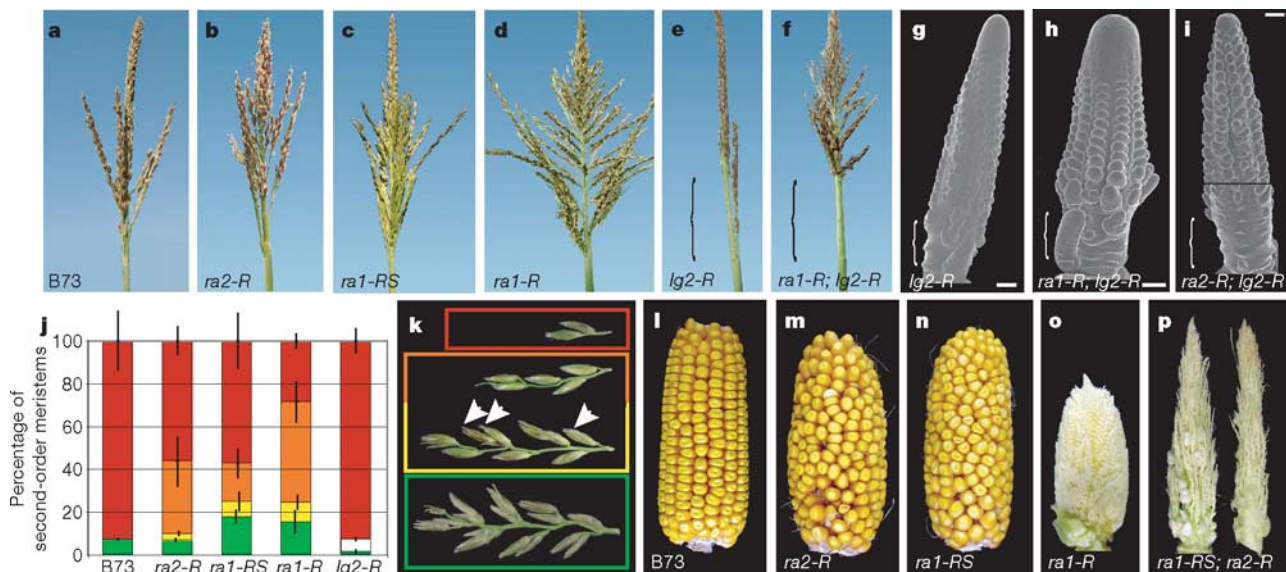 a
b
c
d
e
f
g
h
i
B73
ra2-R
ra1-RS
ra1-R
lg2-R
ra1-R; lg2-R
lg2-R
ra1-R; lg2-R
ra2-R; lg2-R
j
Percentage of
second-order meristems
100
80
60
40
20
0
B73
ra2-R
ra1-RS
ra1-R
lg2-R
k
l
m
n
o
p
B73
ra2-R
ra1-RS
ra1-R
ra1-RS; ra2-R